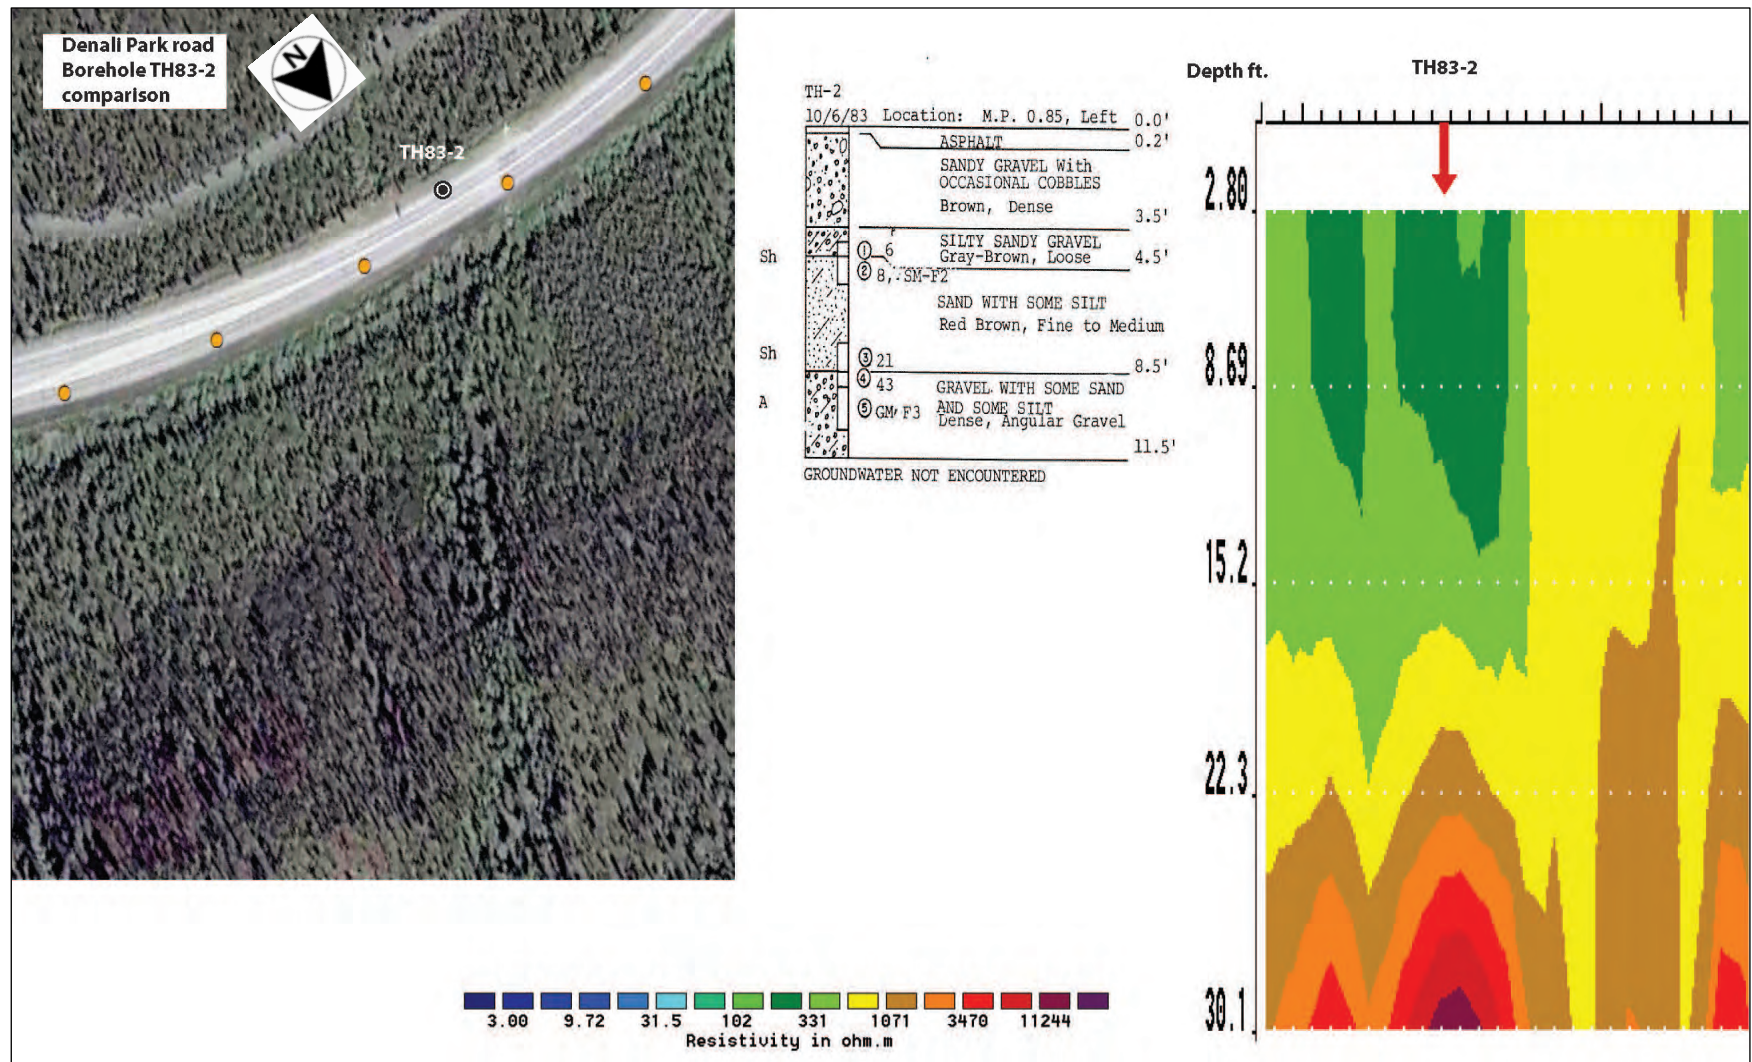 Denali Park road
Borehole TH83-2
comparison
N
TH83-2
TH-2
10/6/83 Location: M.P. 0.85, Left 0.0'
ASPHALT 0.2'
SANDY GRAVEL With
OCCASIONAL COBBLES
Brown, Dense
3.5'
SILTY SANDY GRAVEL
Sh 1 6 Gray-Brown, Loose 4.5'
2 8, SM-F2
SAND WITH SOME SILT
Red Brown, Fine to Medium
Sh 3 21 8.5'
4 43 GRAVEL WITH SOME SAND
A 5 GM, F3 AND SOME SILT
Dense, Angular Gravel
11.5'
GROUNDWATER NOT ENCOUNTERED
Depth ft. TH83-2
2.80
8.69
15.2
22.3
30.1
3.00 9.72 31.5 102 331 1071 3470 11244
Resistivity in ohm.m